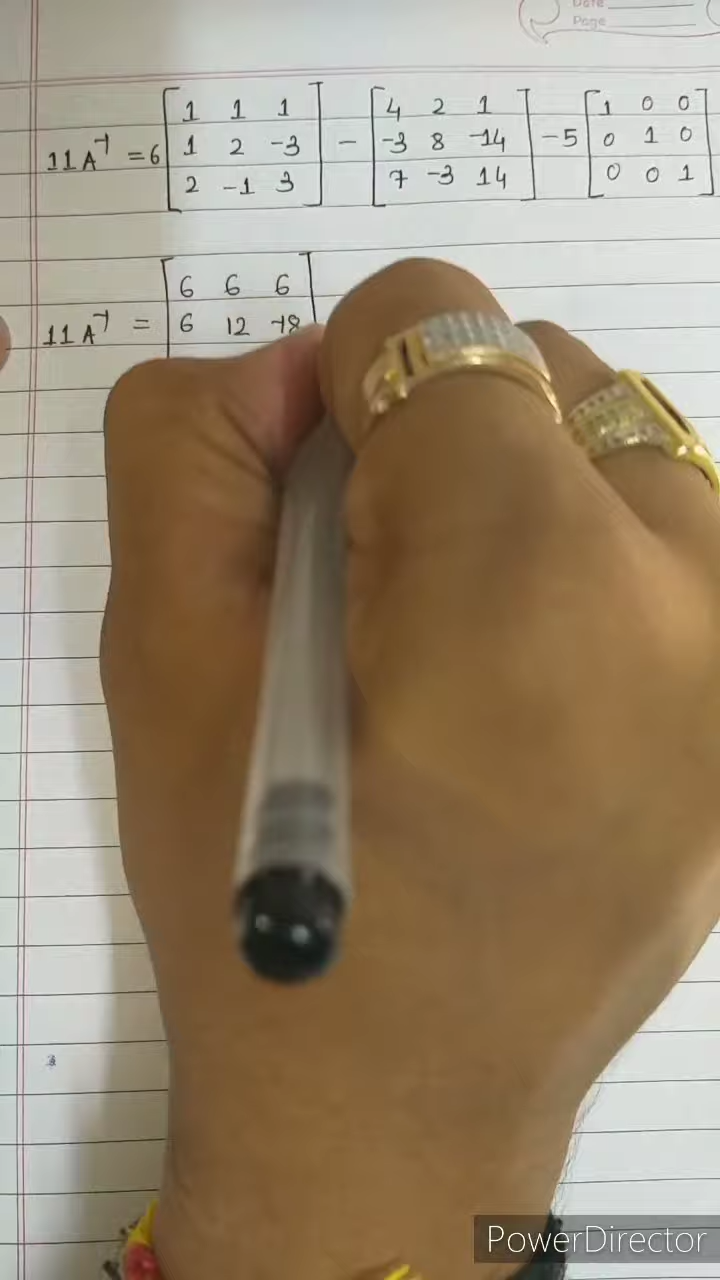 Date
Page
11A⁻¹ = 6 [1 1 1; 1 2 -3; 2 -1 3] - [4 2 1; -3 8 -14; 7 -3 14] - 5 [1 0 0; 0 1 0; 0 0 1]
11A⁻¹ = [6 6 6; 6 12 -18
PowerDirector